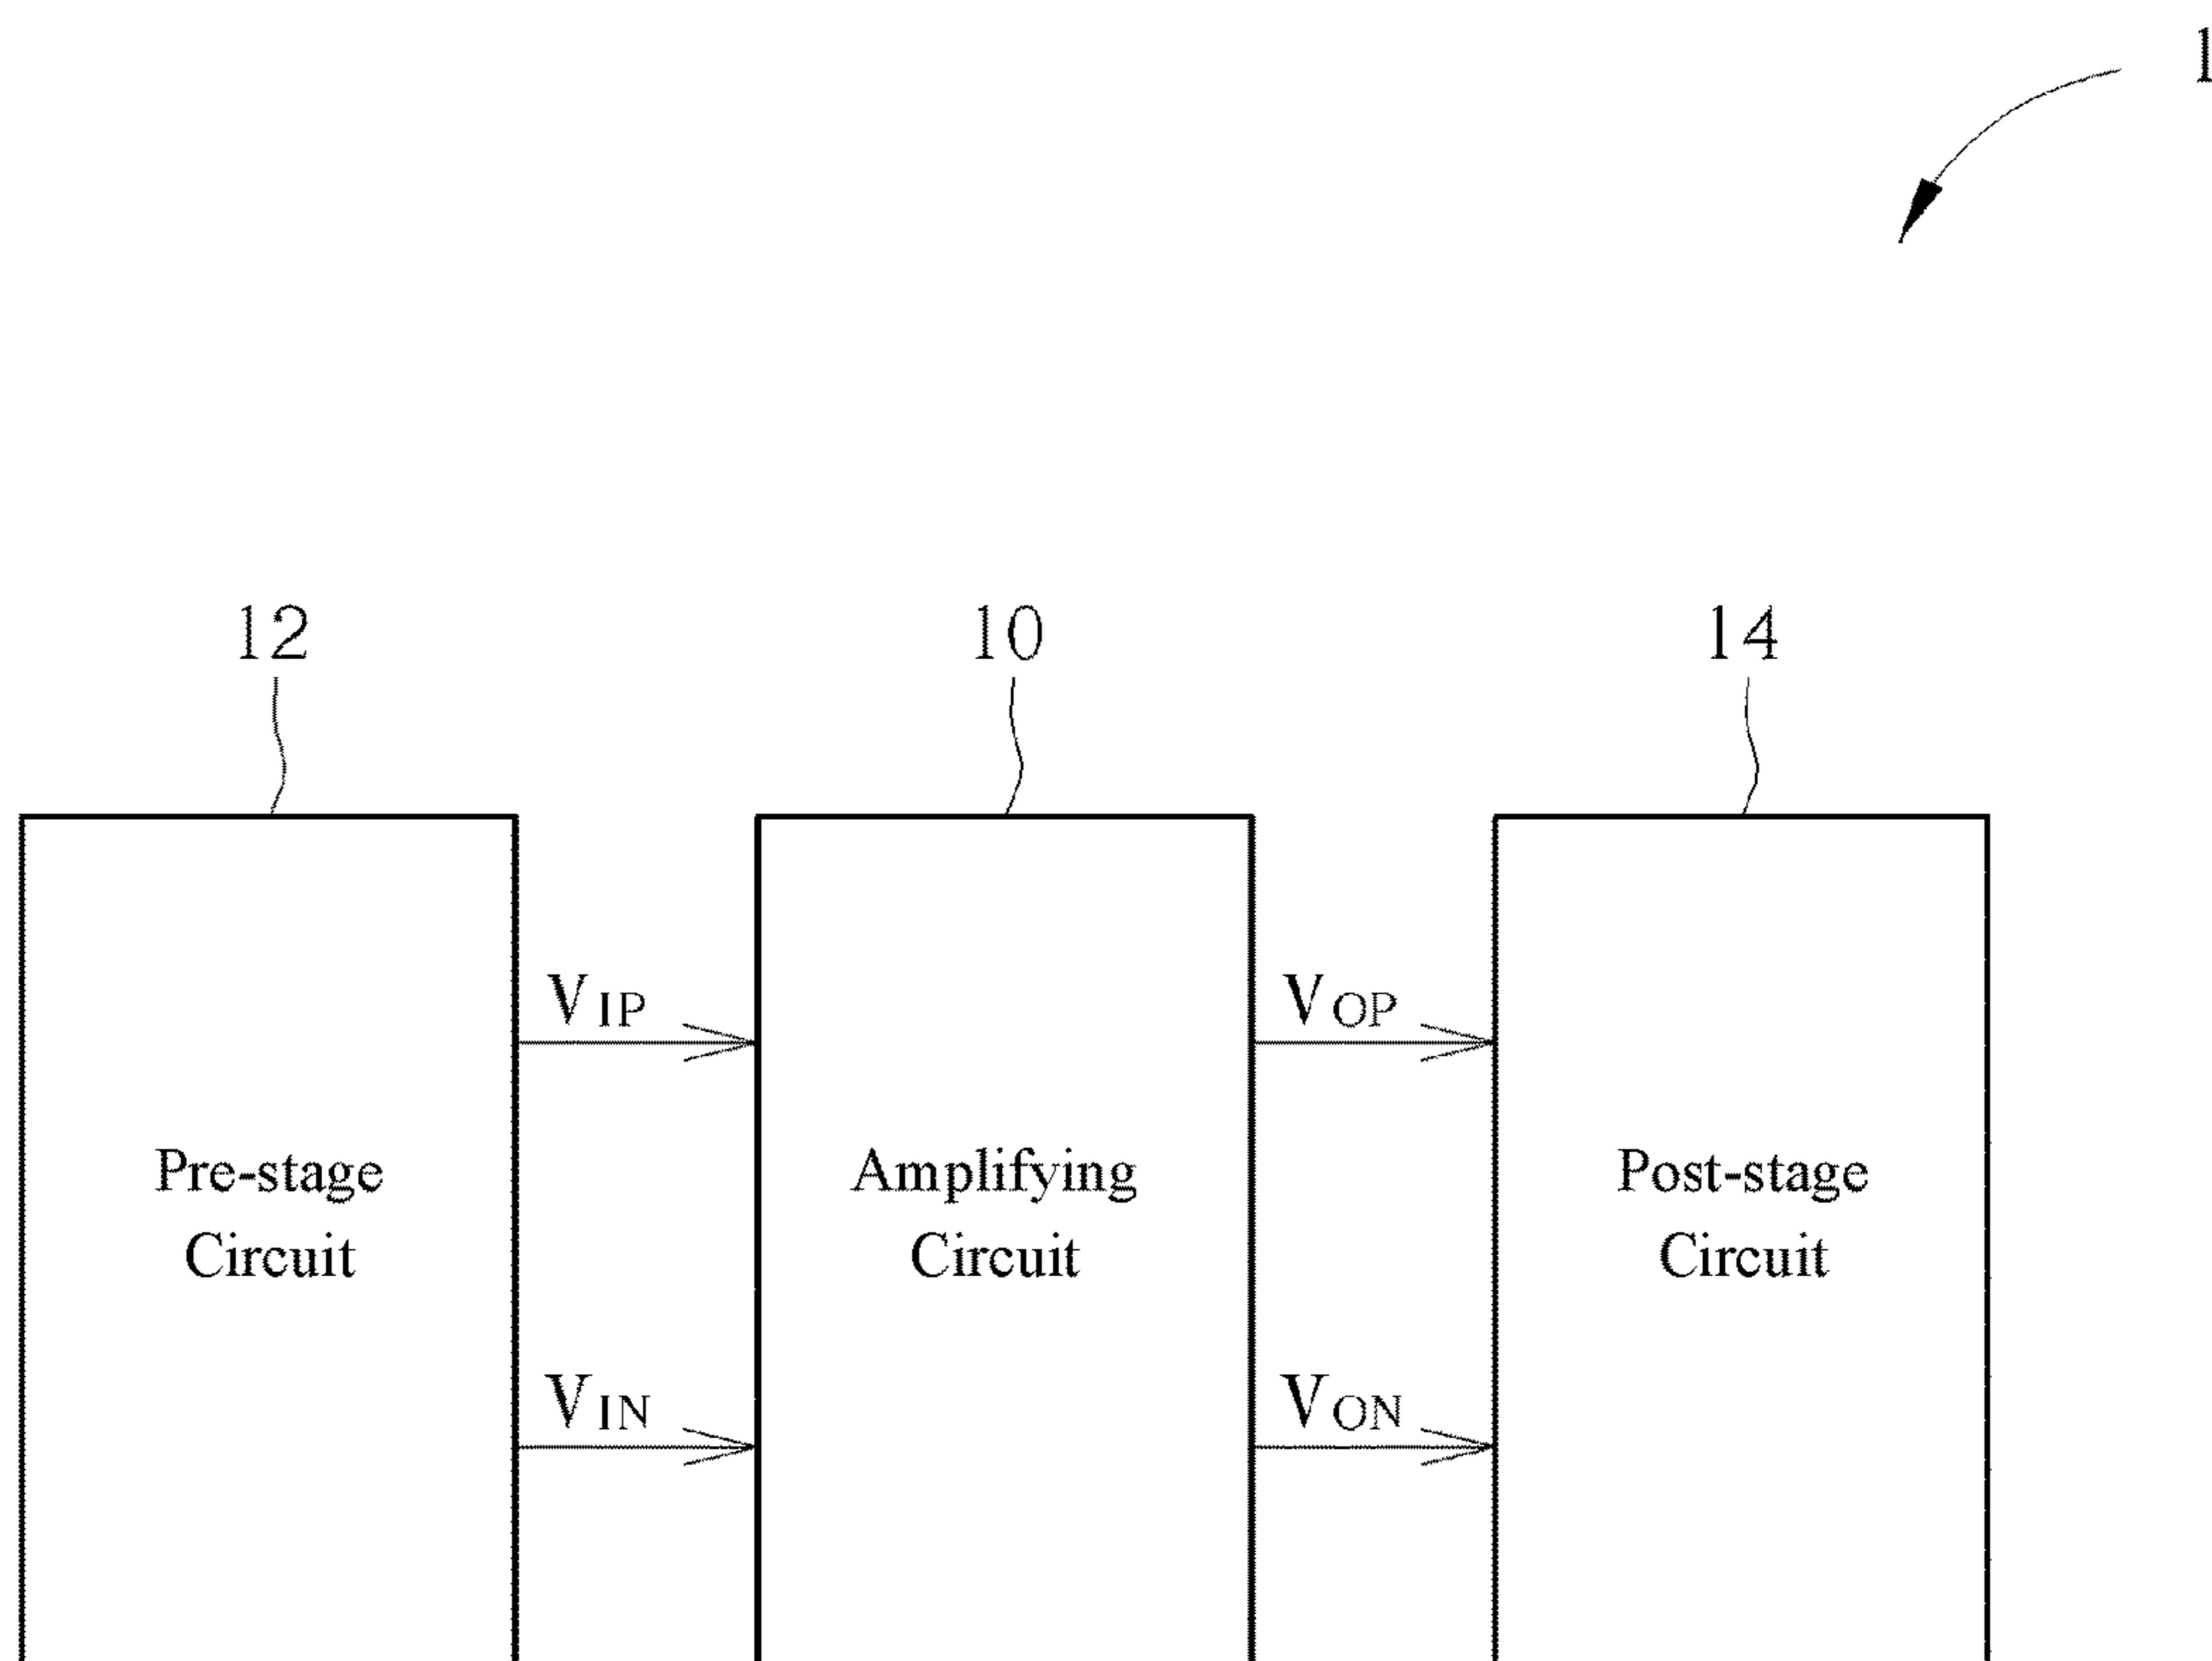 1
12
10
14
VIP
VOP
Pre-stage
Circuit
Amplifying
Circuit
Post-stage
Circuit
VIN
VON